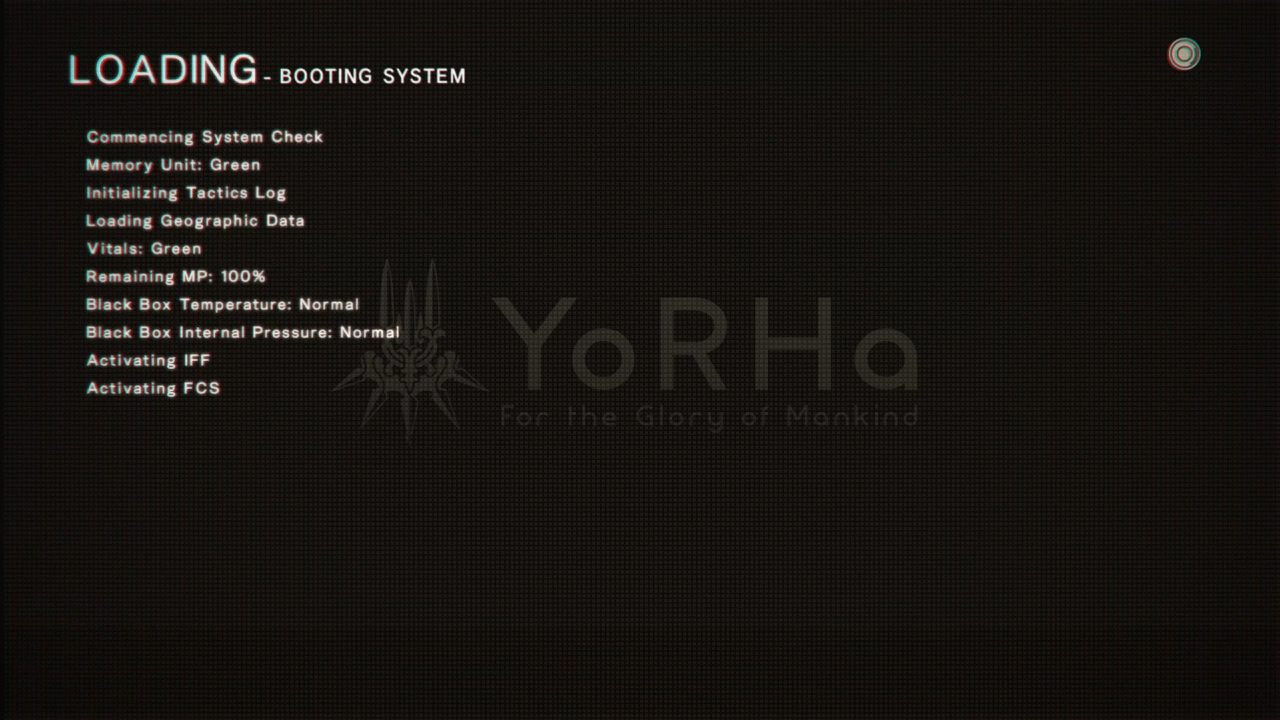 LOADING - BOOTING SYSTEM
Commencing System Check
Memory Unit: Green
Initializing Tactics Log
Loading Geographic Data
Vitals: Green
Remaining MP: 100%
Black Box Temperature: Normal
Black Box Internal Pressure: Normal
Activating IFF
Activating FCS
YoRHa
For the Glory of Mankind